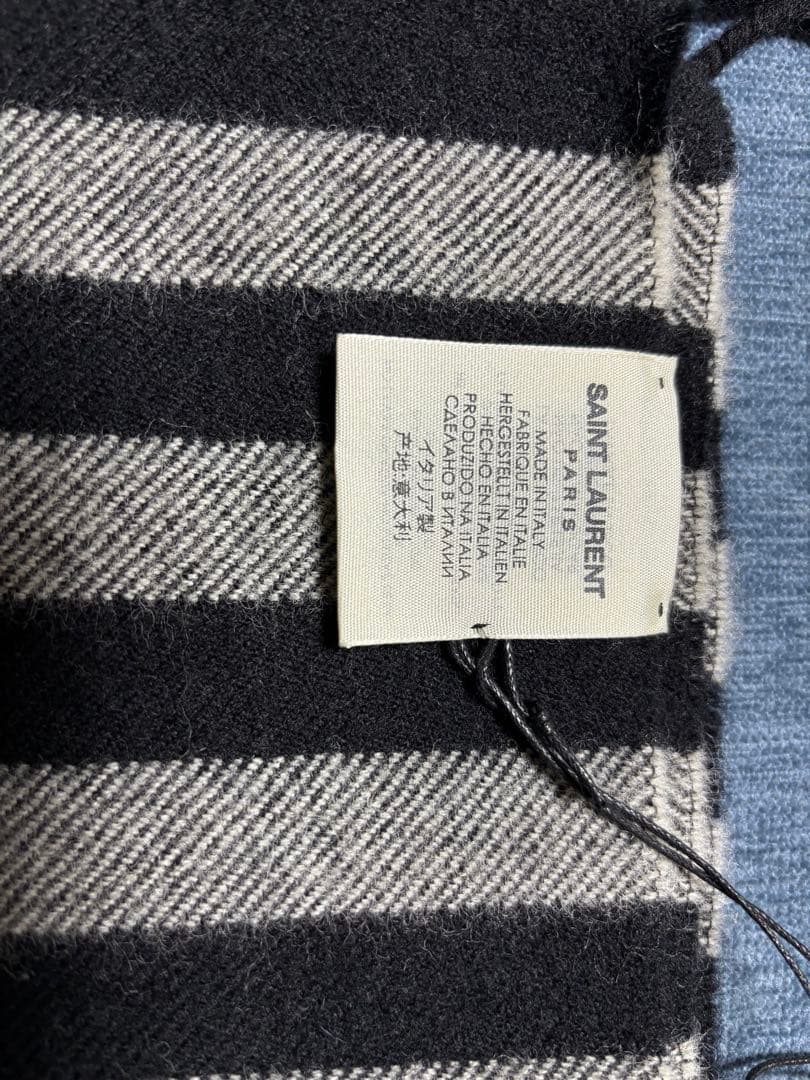 SAINT LAURENT
PARIS
MADE IN ITALY
FABRIQUE EN ITALIE
HERGESTELLT IN ITALIEN
HECHO EN ITALIA
PRODUZIDO NA ITALIA
СДЕЛАНО В ИТАЛИИ
イタリア製
产地:意大利